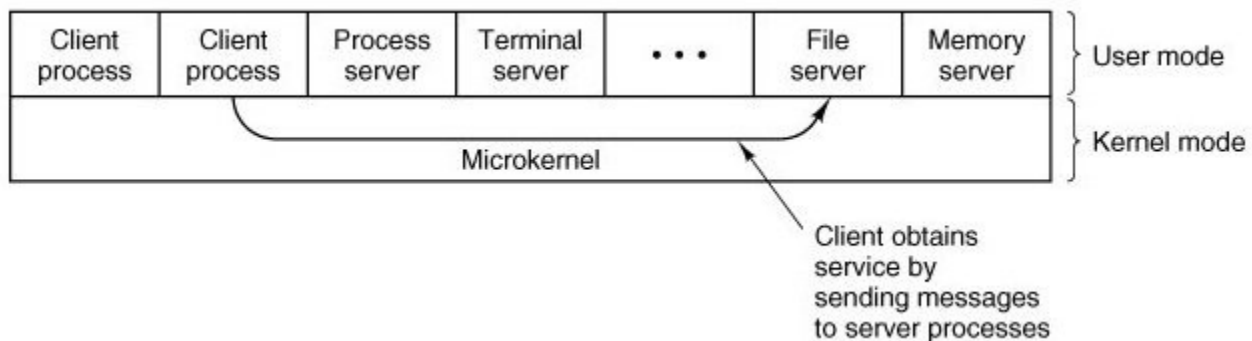 Client
process
Client
process
Process
server
Terminal
server
• • •
File
server
Memory
server
User mode
Microkernel
Kernel mode
Client obtains
service by
sending messages
to server processes